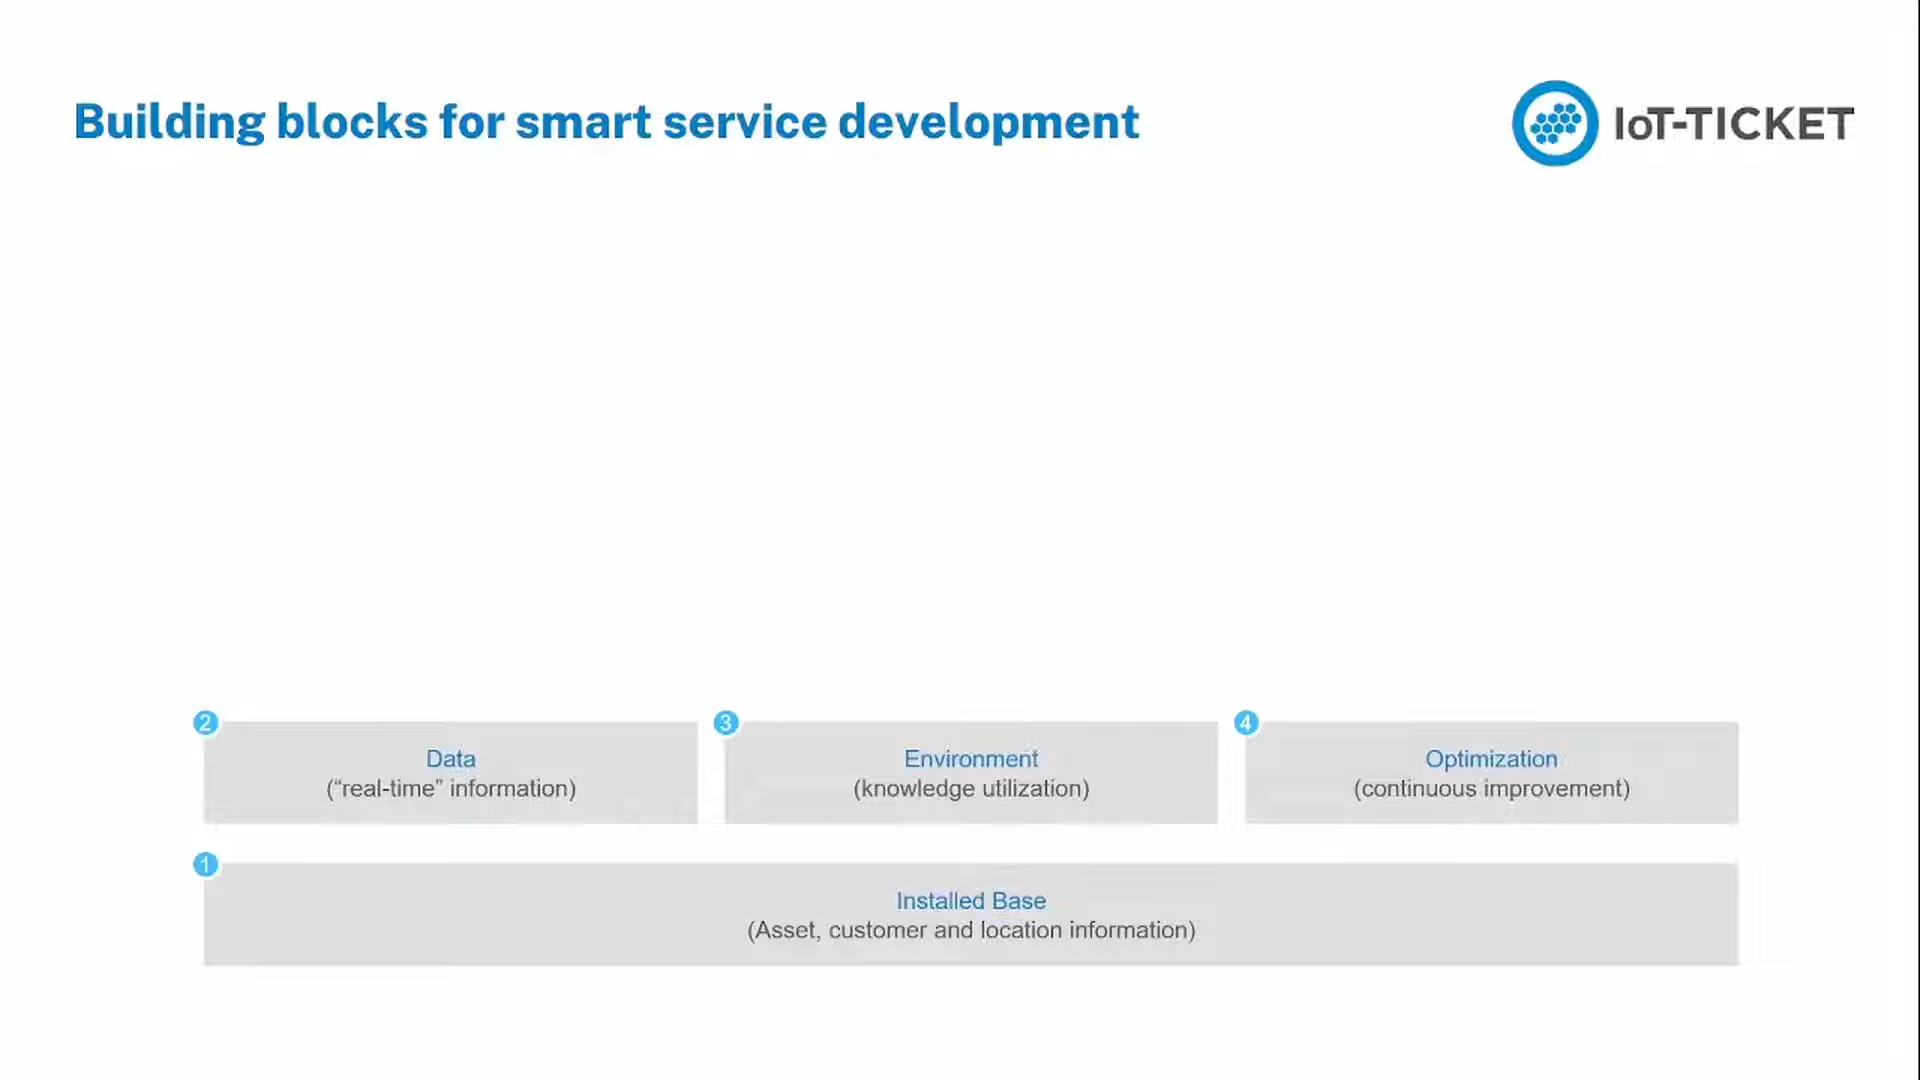 Building blocks for smart service development
IoT-TICKET
2
Data
(“real-time” information)
3
Environment
(knowledge utilization)
4
Optimization
(continuous improvement)
1
Installed Base
(Asset, customer and location information)